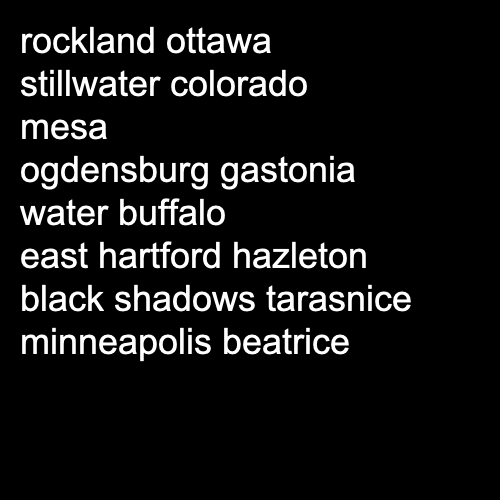 rockland ottawa
stillwater colorado
mesa
ogdensburg gastonia
water buffalo
east hartford hazleton
black shadows tarasnice
minneapolis beatrice